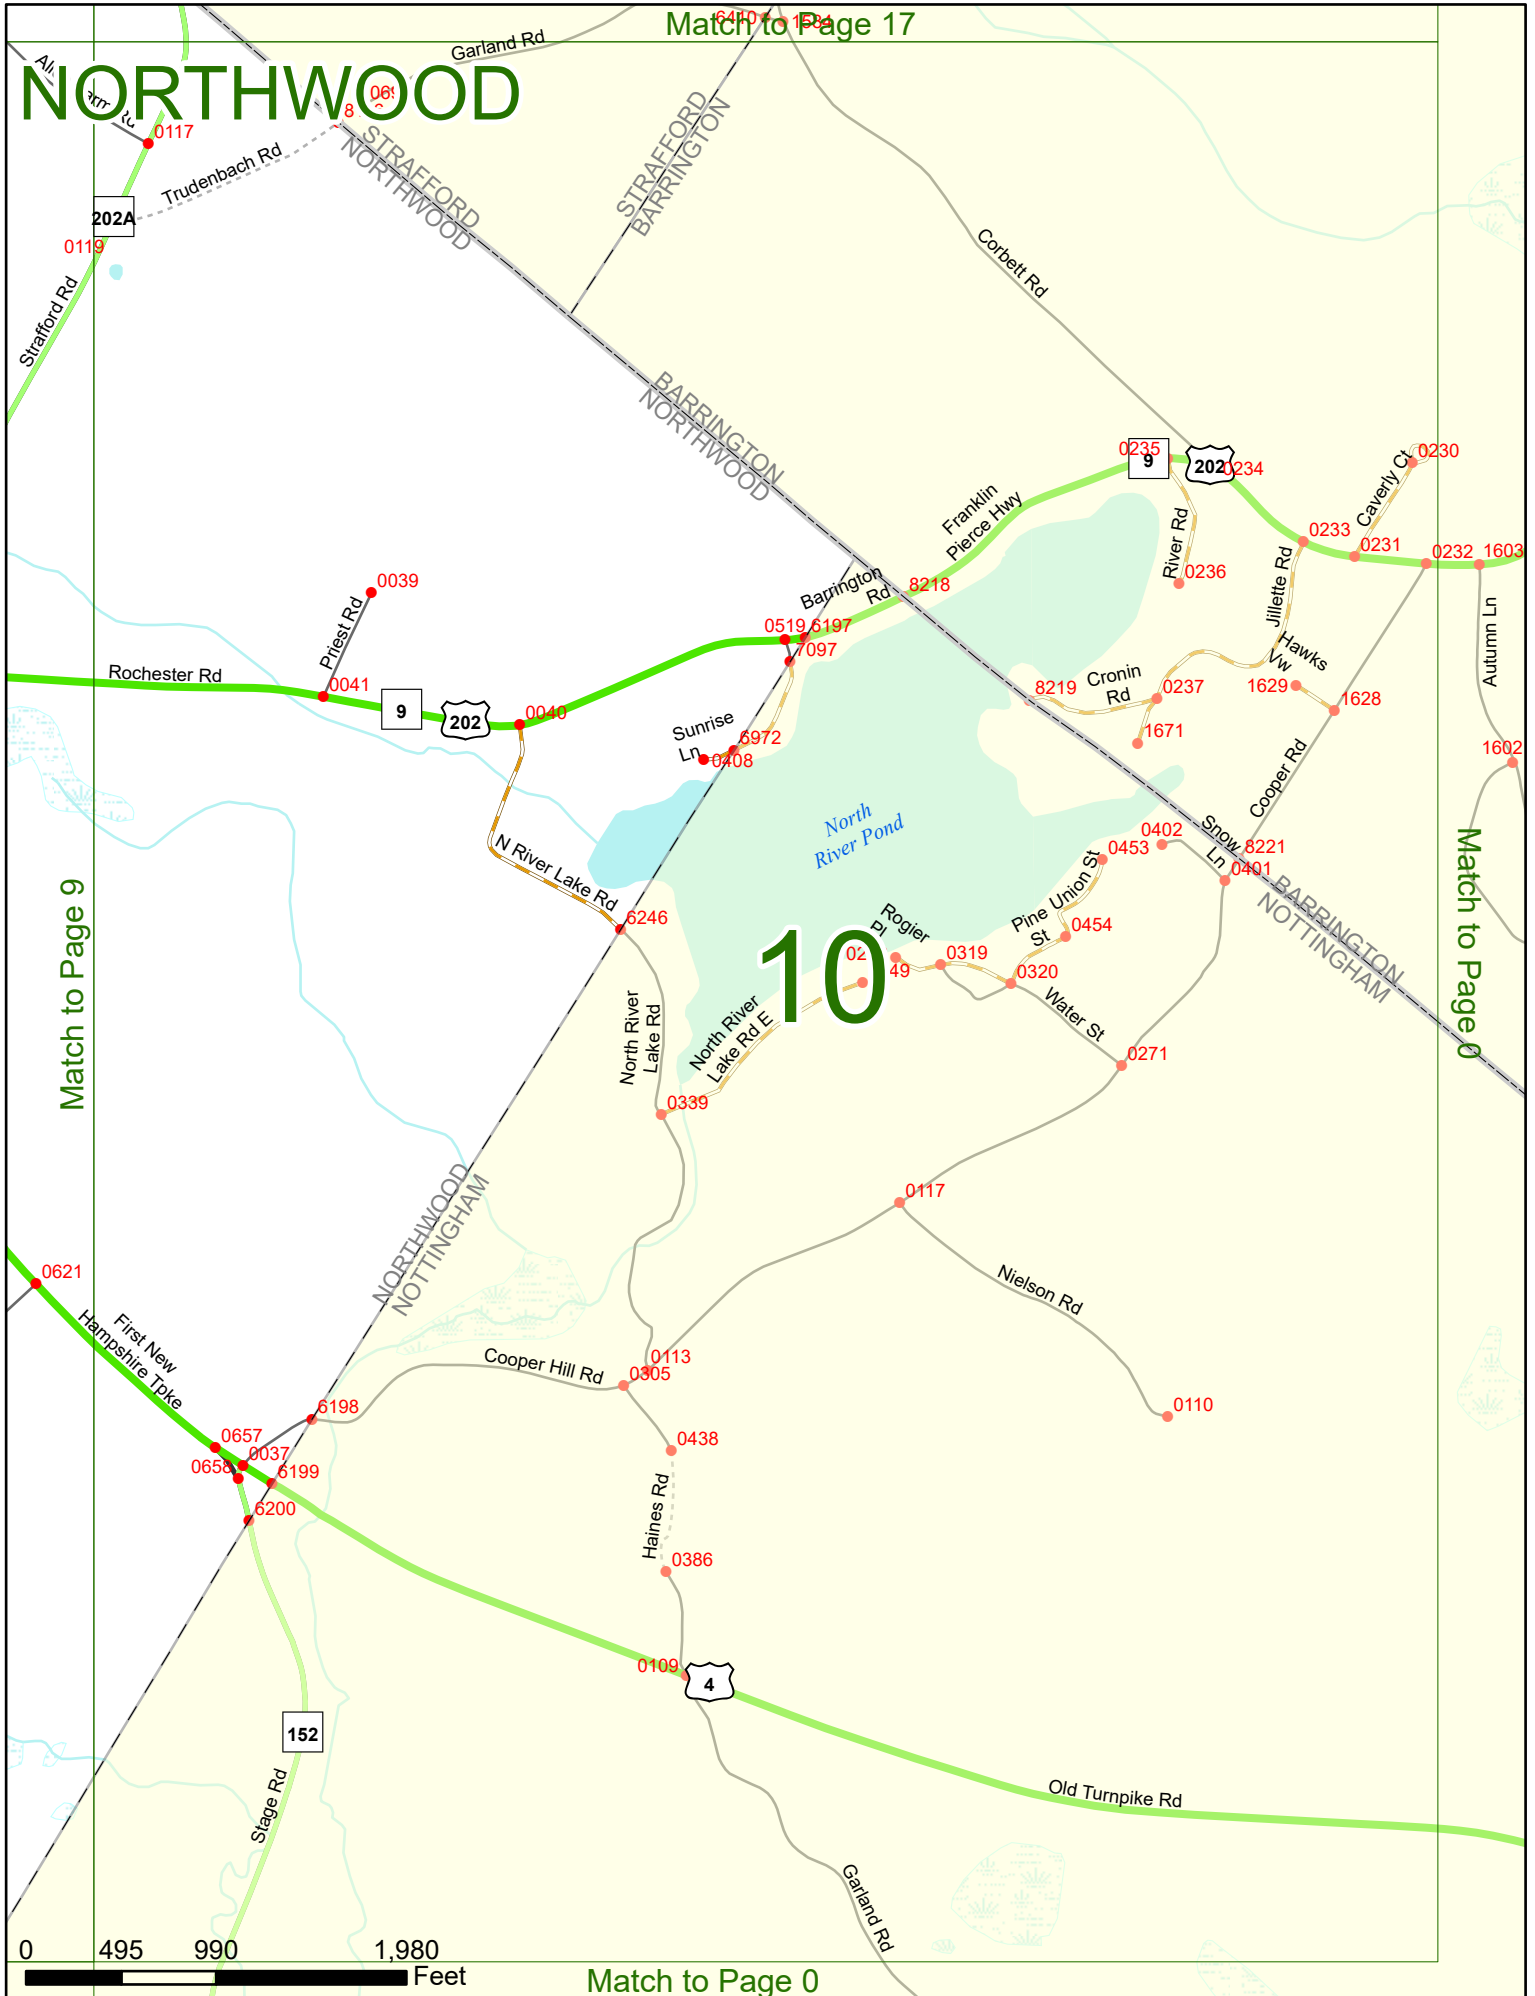 6410
1584
Match to Page 17
Garland Rd
NORTHWOOD
0117
Trudenbach Rd
STRAFFORD
NORTHWOOD
STRAFFORD
BARRINGTON
202A
0119
Strafford Rd
Corbett Rd
BARRINGTON
NORTHWOOD
0235
9
202
0234
0230
Caverly Ct
Franklin
Pierce Hwy
0233
0231
0232
1603
River Rd
0236
Jillette Rd
0039
Priest Rd
Barrington
Rd
8218
0519
6197
7097
Rochester Rd
0041
9
202
0040
Hawks
Vw
Cronin
Rd
8219
0237
1629
1628
1671
Autumn Ln
1602
Sunrise
Ln
6972
0408
Cooper Rd
North
River Pond
N River Lake Rd
Snow
Ln
0402
8221
0401
0453
Pine Union St
St
0454
BARRINGTON
NOTTINGHAM
Match to Page 9
Match to Page 0
6246
Rogier
Pl
10
49
0319
0320
Water St
North River
Lake Rd
North River
Lake Rd E
0271
0339
NORTHWOOD
NOTTINGHAM
0117
0621
Nielson Rd
First New
Hampshire Tpke
Cooper Hill Rd
0113
0305
6198
0110
0657
0037
0658
6199
0438
6200
Haines Rd
0386
0109
4
152
Stage Rd
Old Turnpike Rd
Garland Rd
0 495 990 1,980
Feet
Match to Page 0